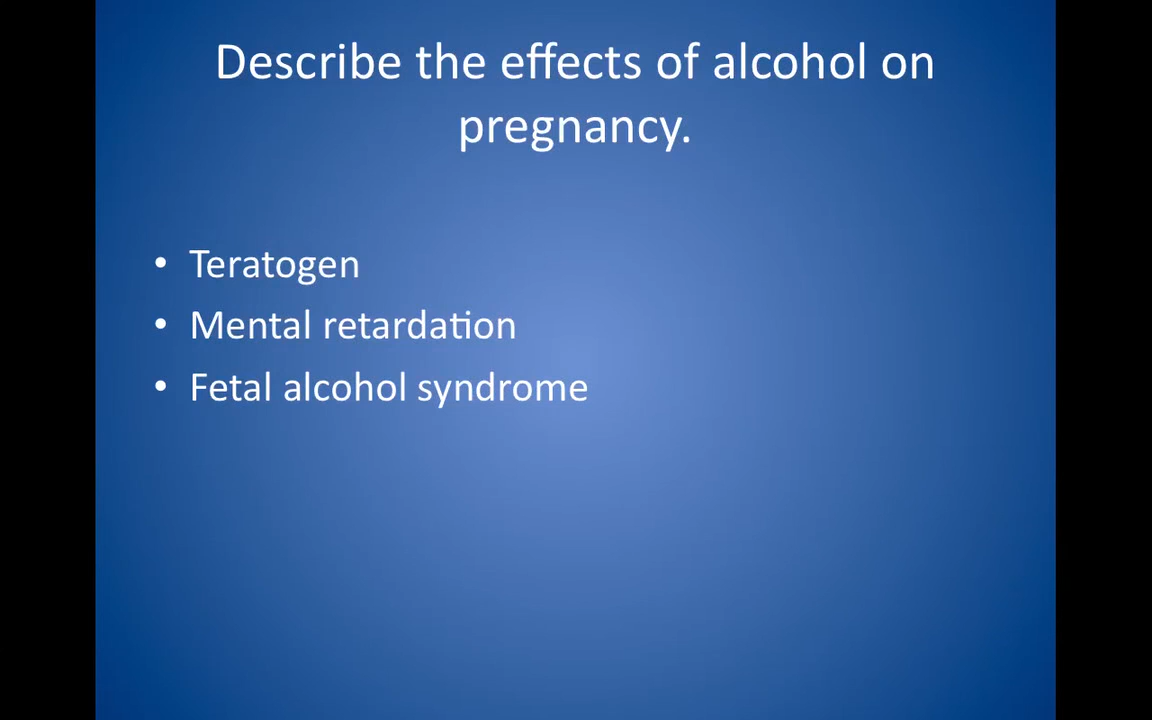 Describe the effects of alcohol on
pregnancy.
• Teratogen
• Mental retardation
• Fetal alcohol syndrome